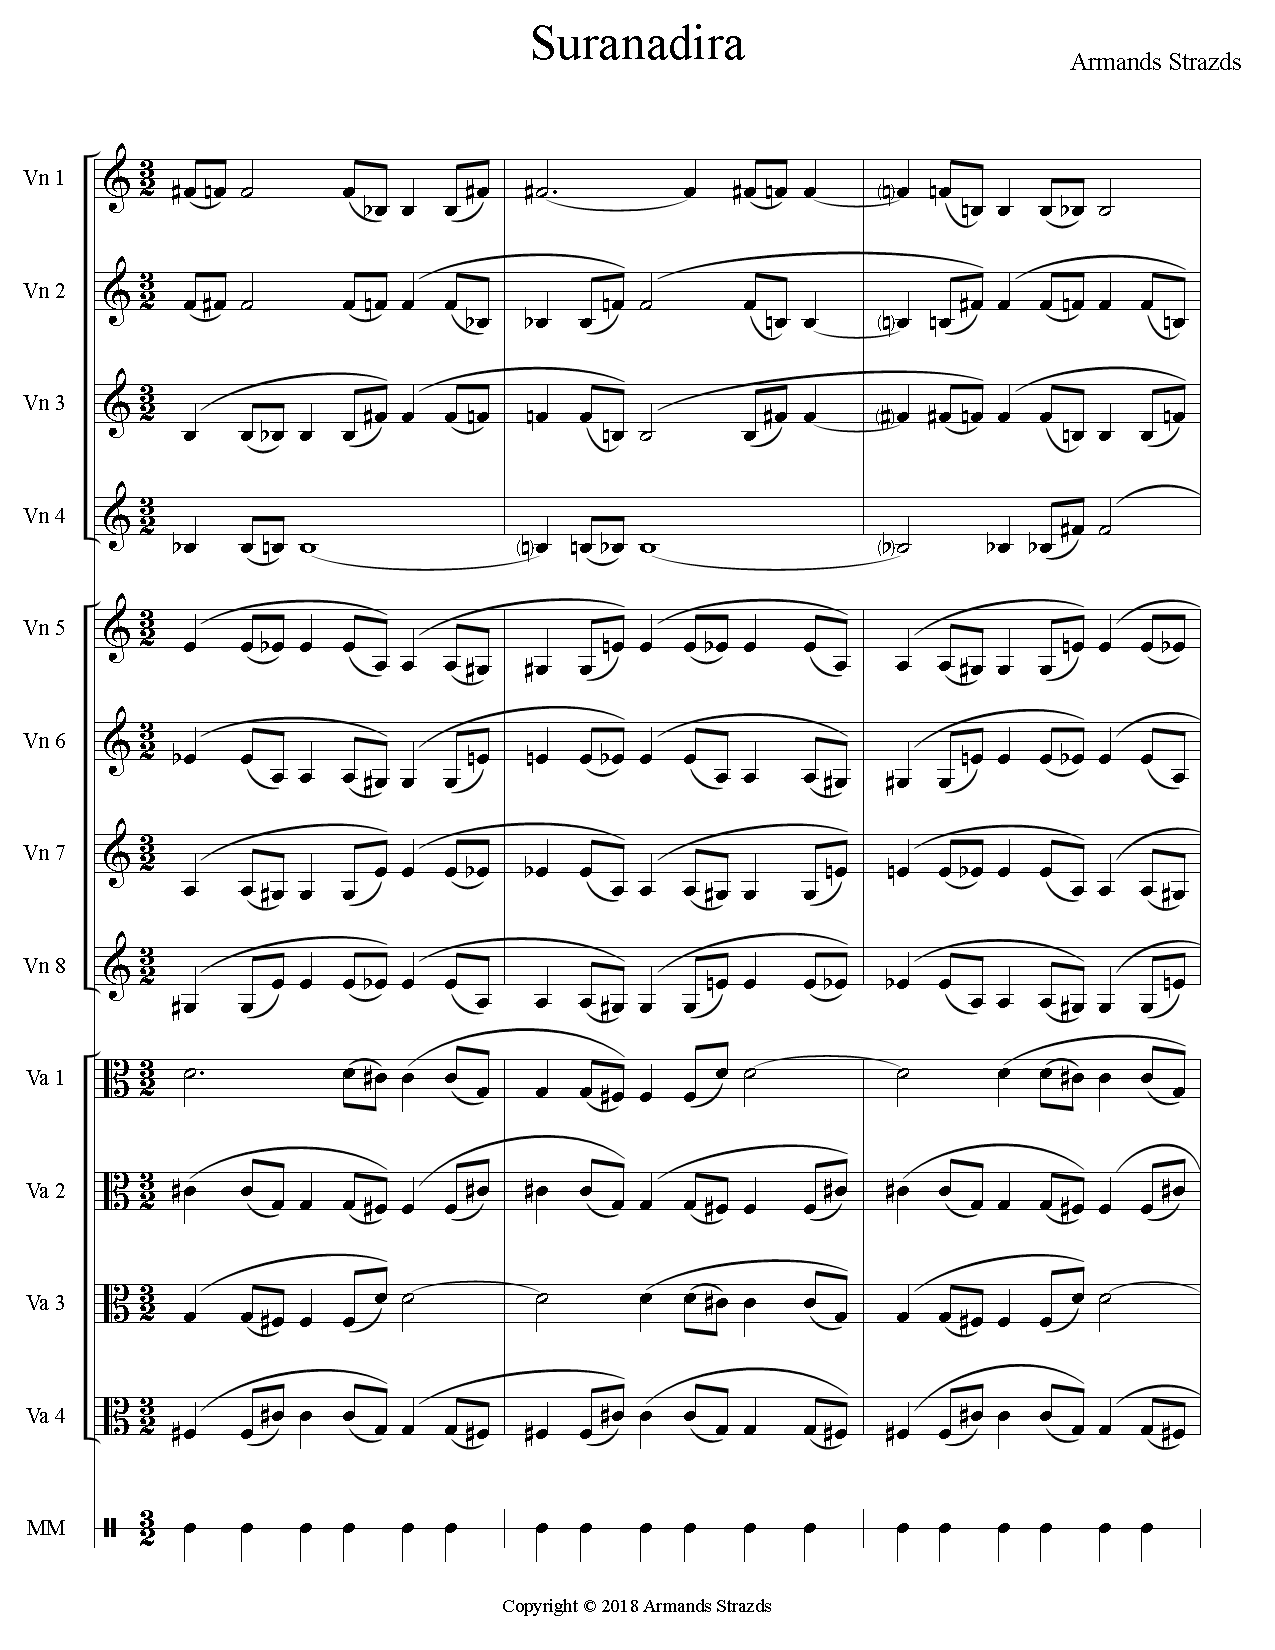 Suranadira
Armands Strazds
Vn 1
Vn 2
Vn 3
Vn 4
Vn 5
Vn 6
Vn 7
Vn 8
Va 1
Va 2
Va 3
Va 4
MM
Copyright © 2018 Armands Strazds